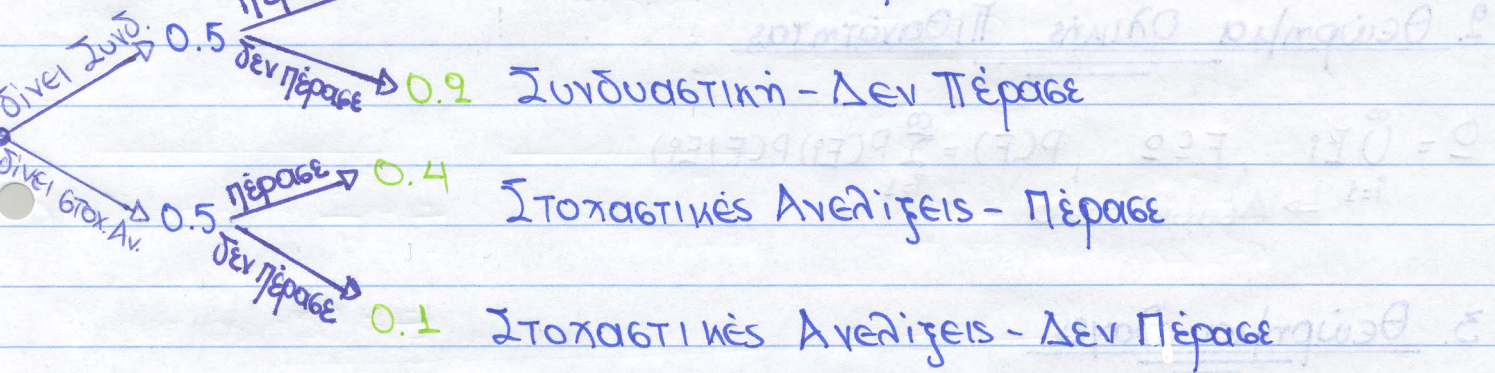 δίνει Συνδ. 0.5
δεν πέρασε 0.2 Συνδυαστική - Δεν Πέρασε
πέρασε 0.4 Στοχαστικές Ανελίξεις - Πέρασε
δίνει στοχ. Αν. 0.5
δεν πέρασε 0.1 Στοχαστικές Ανελίξεις - Δεν Πέρασε